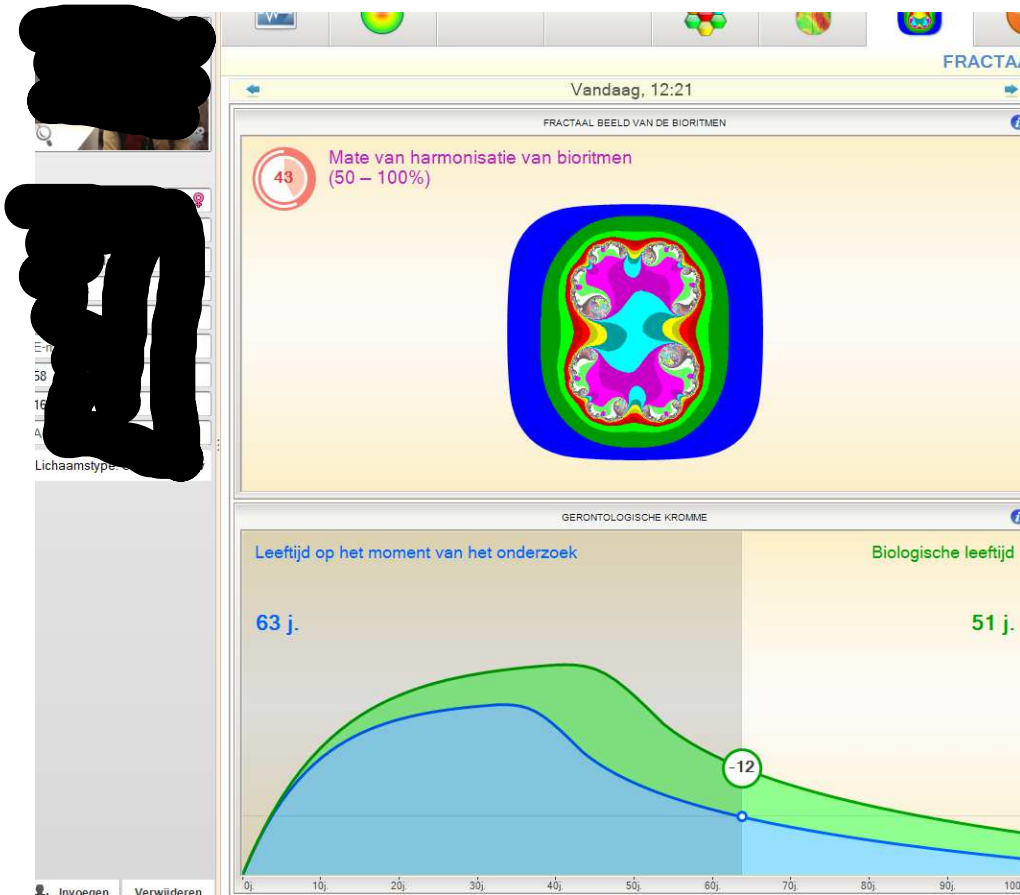 FRACTAA
Vandaag, 12:21
FRACTAAL BEELD VAN DE BIORITMEN
43
Mate van harmonisatie van bioritmen
(50 – 100%)
58
16
Lichaamstype:
GERONTOLOGISCHE KROMME
Leeftijd op het moment van het onderzoek
Biologische leeftijd
63 j.
51 j.
-12
0j. 10j. 20j. 30j. 40j. 50j. 60j. 70j. 80j. 90j. 100
Invoegen Verwijderen